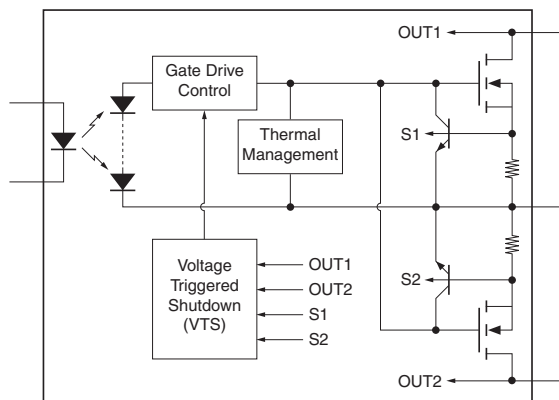 OUT1
Gate Drive
Control
S1
Thermal
Management
S2
Voltage
Triggered
Shutdown
(VTS)
OUT1
OUT2
S1
S2
OUT2